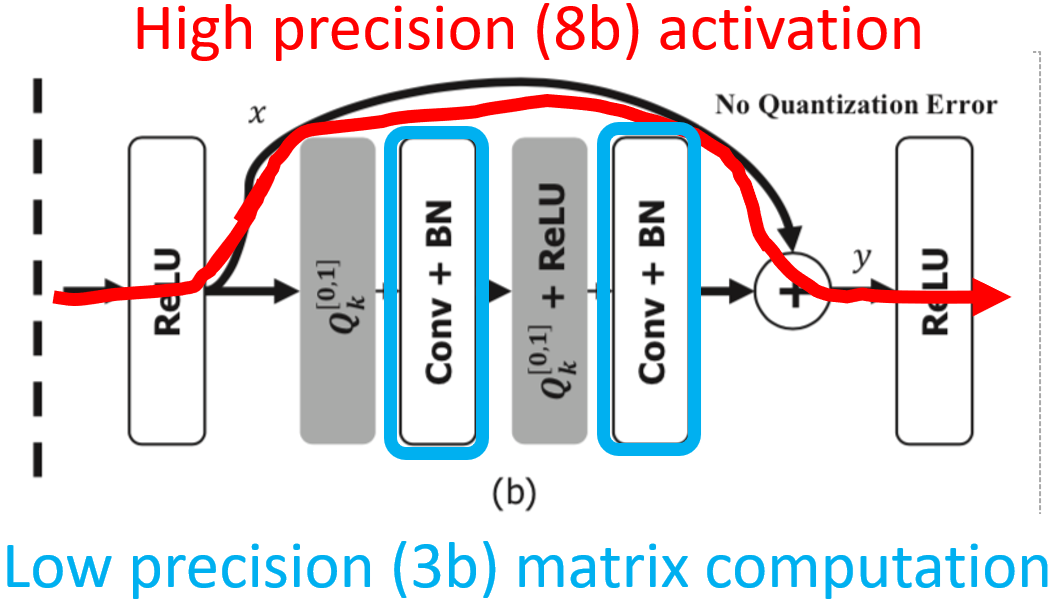 High precision (8b) activation
x
No Quantization Error
ReLU
Q_k^[0,1]
Conv + BN
Q_k^[0,1] + ReLU
Conv + BN
+
y
ReLU
(b)
Low precision (3b) matrix computation